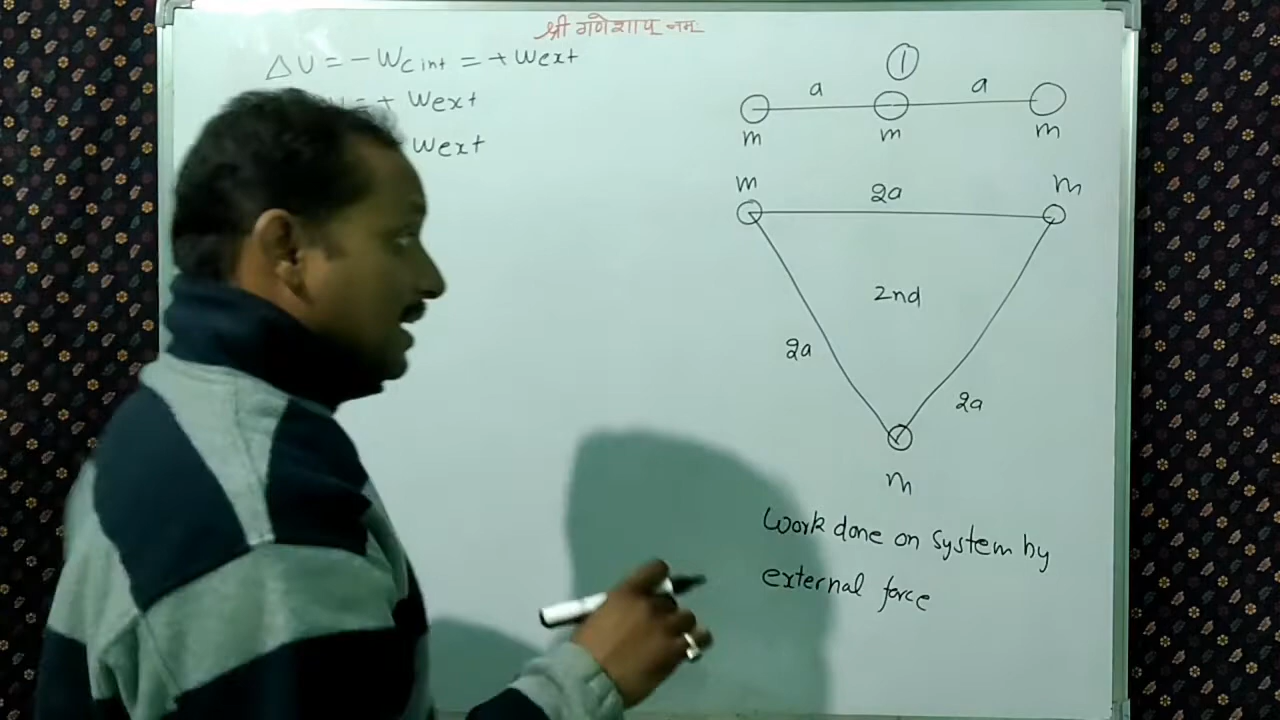 श्री गणेशाय नमः
ΔU = -Wc int = + Wext
= + Wext
Wext
①
a a
m m m
m 2a m
2nd
2a 2a
m
Work done on system by
external force